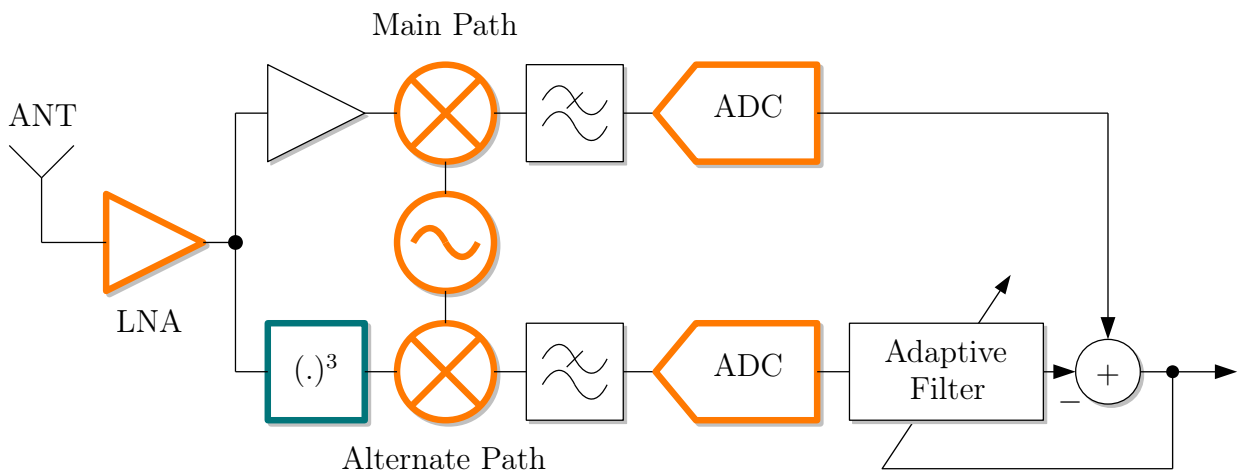 Main Path
ANT
ADC
LNA
(.)³
ADC
Adaptive
Filter
+
−
Alternate Path